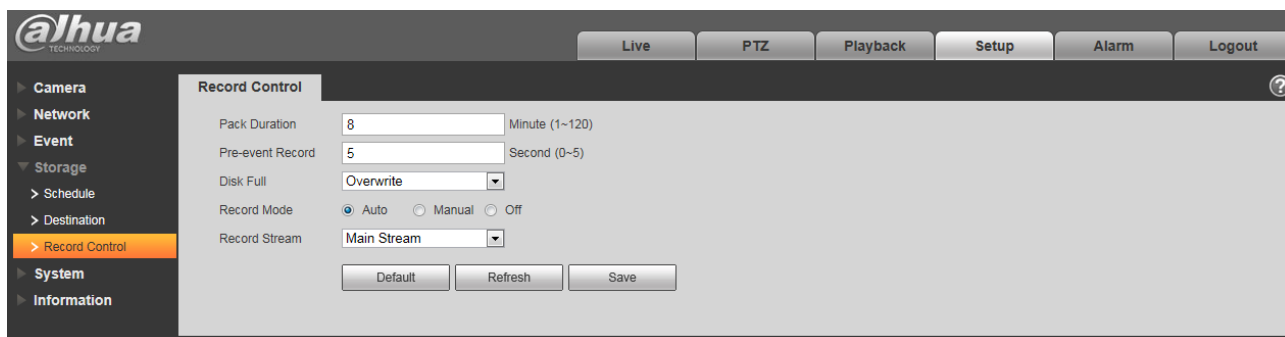 alhua
TECHNOLOGY
Live PTZ Playback Setup Alarm Logout
Camera
Network
Event
Storage
> Schedule
> Destination
> Record Control
System
Information
Record Control
?
Pack Duration 8 Minute (1~120)
Pre-event Record 5 Second (0~5)
Disk Full Overwrite
Record Mode Auto Manual Off
Record Stream Main Stream
Default Refresh Save